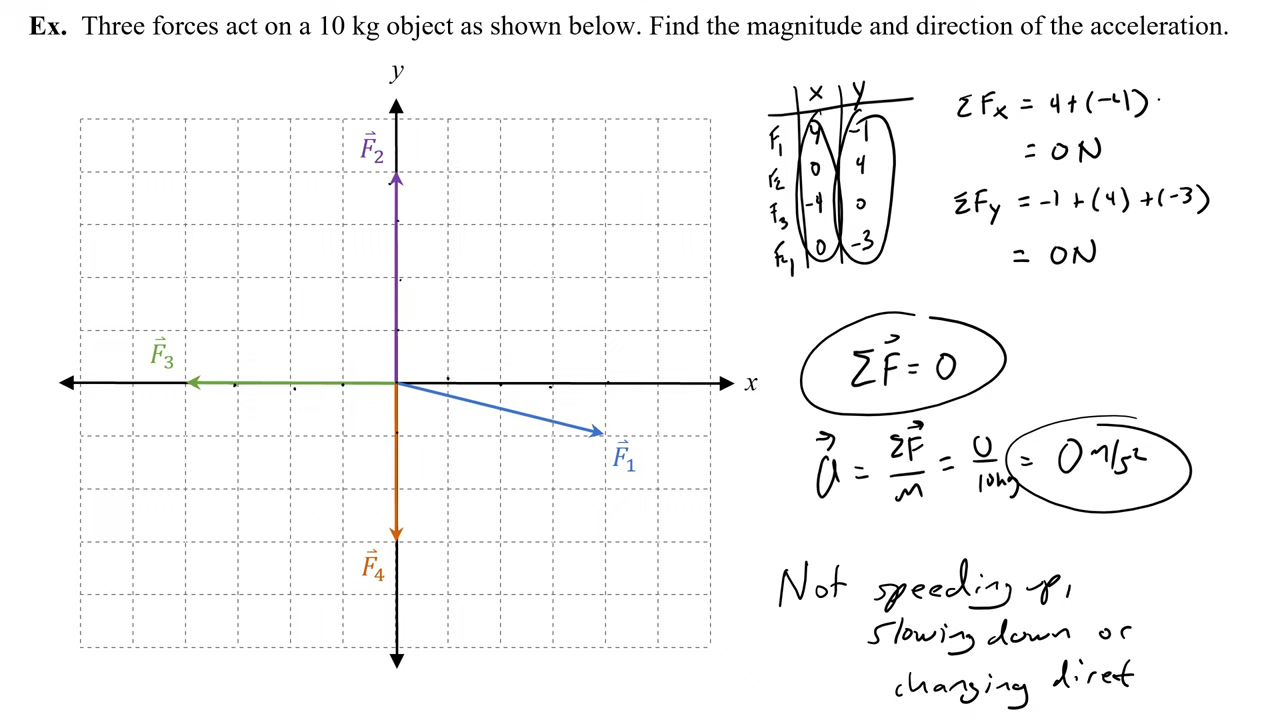 Ex. Three forces act on a 10 kg object as shown below. Find the magnitude and direction of the acceleration.
y
F⃗2
F⃗3
x
F⃗1
F⃗4
x y
F1 4 -1
F2 0 4
F3 -4 0
F4 0 -3
ΣFx = 4+(-4)
= 0 N
ΣFy = -1 + (4) +(-3)
= 0N
ΣF⃗ = 0
a⃗ = ΣF⃗/m = 0/10kg = 0 m/s²
Not speeding up,
slowing down or
changing direct